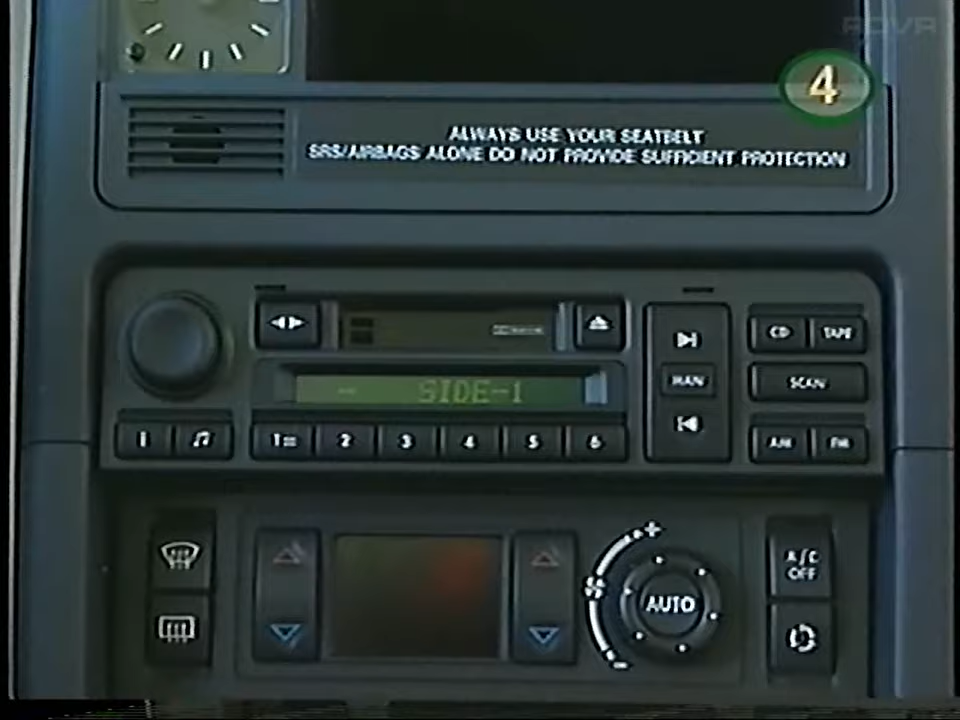 ROVR
4
ALWAYS USE YOUR SEATBELT
SRS/AIRBAGS ALONE DO NOT PROVIDE SUFFICIENT PROTECTION
CD TAPE
MAN
SCAN
SIDE-1
i 1 2 3 4 5 6
AM FM
A/C
OFF
AUTO